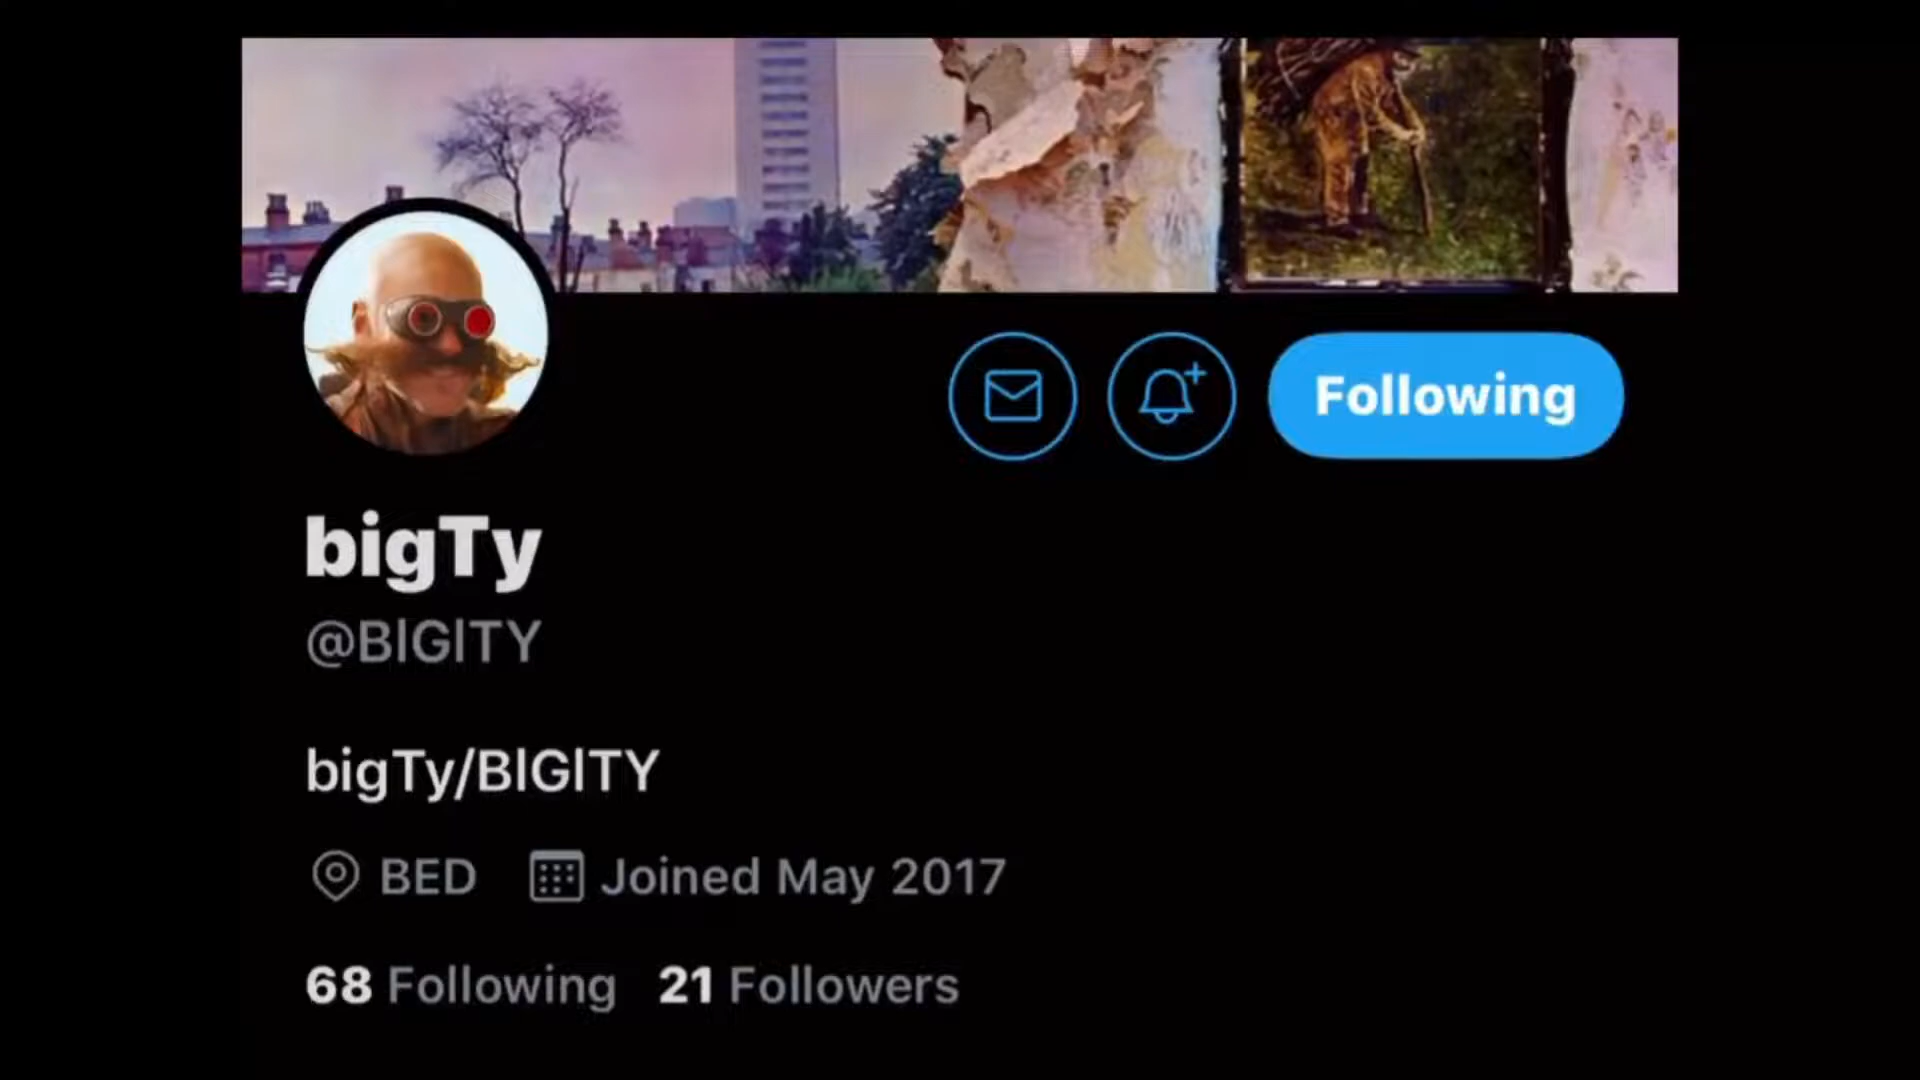 Following
bigTy
@BIGITY
bigTy/BIGITY
BED Joined May 2017
68 Following 21 Followers